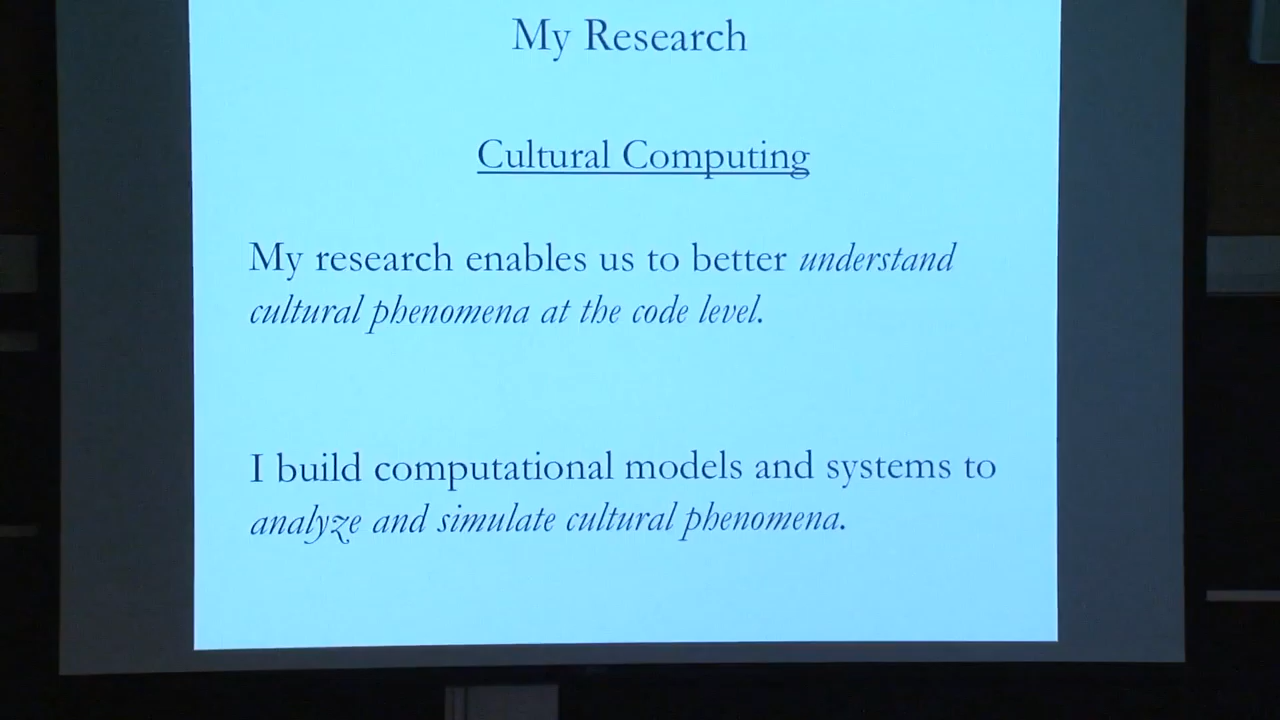 My Research
Cultural Computing
My research enables us to better understand
cultural phenomena at the code level.
I build computational models and systems to
analyze and simulate cultural phenomena.